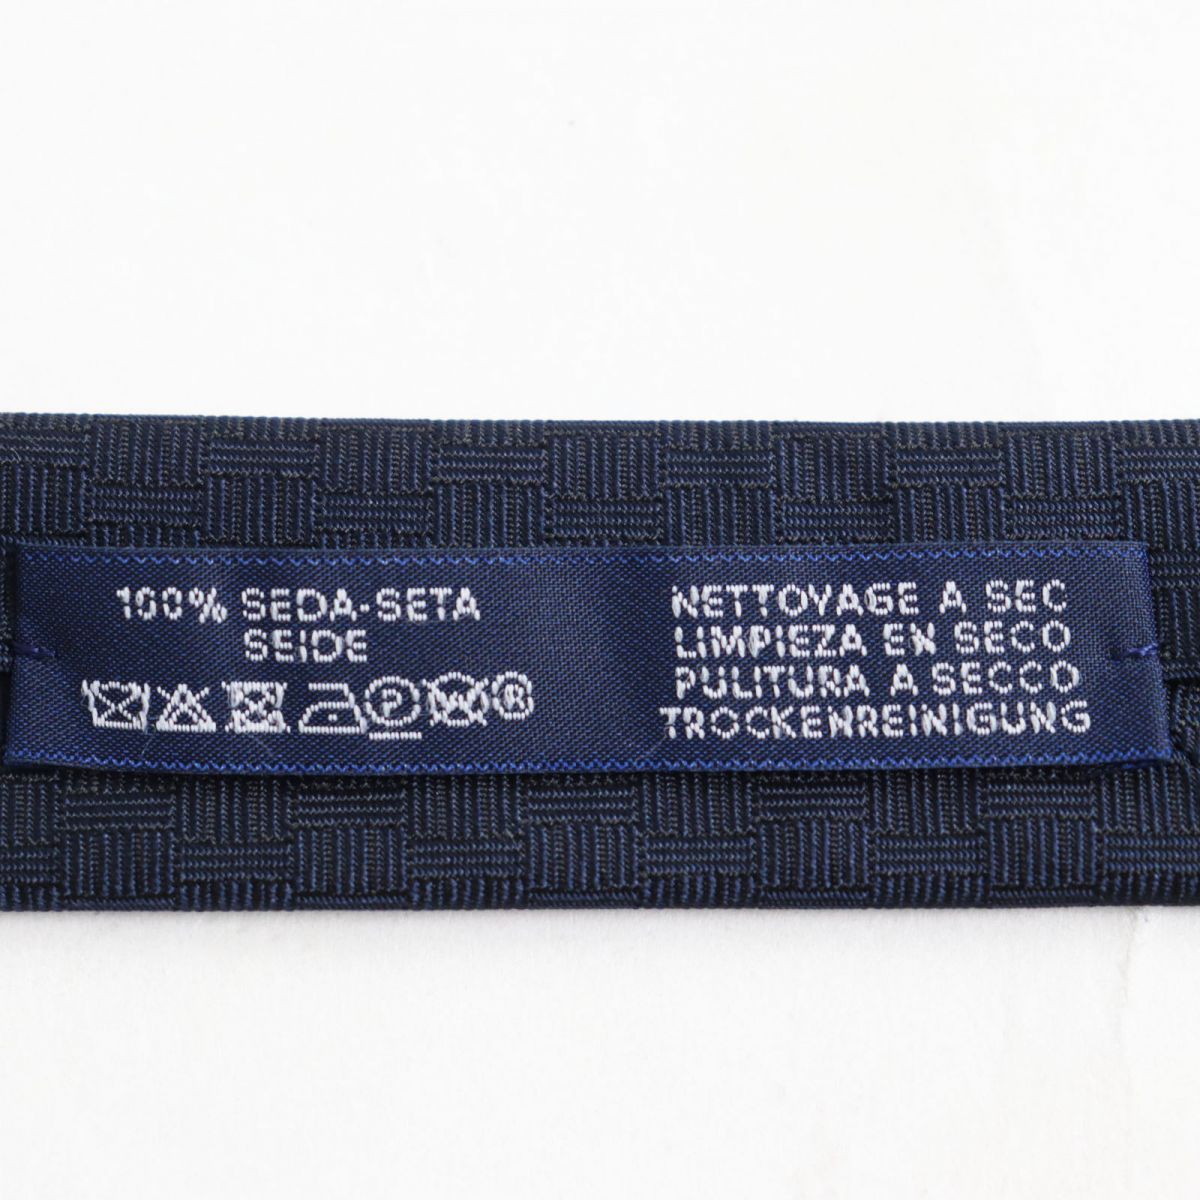 100% SEDA-SETA
SEIDE
P W ®
NETTOYAGE A SEC
LIMPIEZA EN SECO
PULITURA A SECCO
TROCKENREINIGUNG